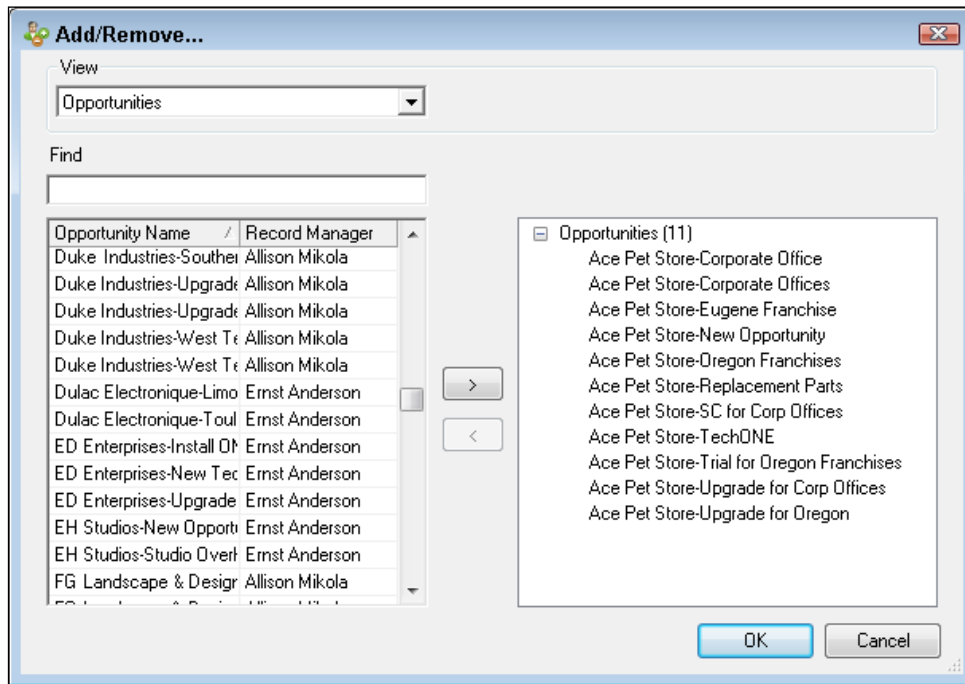 Add/Remove...
View
Opportunities
Find
Opportunity Name Record Manager
Duke Industries-Souther Allison Mikola
Duke Industries-Upgrade Allison Mikola
Duke Industries-Upgrade Allison Mikola
Duke Industries-West Te Allison Mikola
Duke Industries-West Te Allison Mikola
Dulac Electronique-Limo Ernst Anderson
Dulac Electronique-Toul Ernst Anderson
ED Enterprises-Install ON Ernst Anderson
ED Enterprises-New Tec Ernst Anderson
ED Enterprises-Upgrade Ernst Anderson
EH Studios-New Opportu Ernst Anderson
EH Studios-Studio Overh Ernst Anderson
FG Landscape & Design Allison Mikola
>
<
Opportunities (11)
Ace Pet Store-Corporate Office
Ace Pet Store-Corporate Offices
Ace Pet Store-Eugene Franchise
Ace Pet Store-New Opportunity
Ace Pet Store-Oregon Franchises
Ace Pet Store-Replacement Parts
Ace Pet Store-SC for Corp Offices
Ace Pet Store-TechONE
Ace Pet Store-Trial for Oregon Franchises
Ace Pet Store-Upgrade for Corp Offices
Ace Pet Store-Upgrade for Oregon
OK Cancel